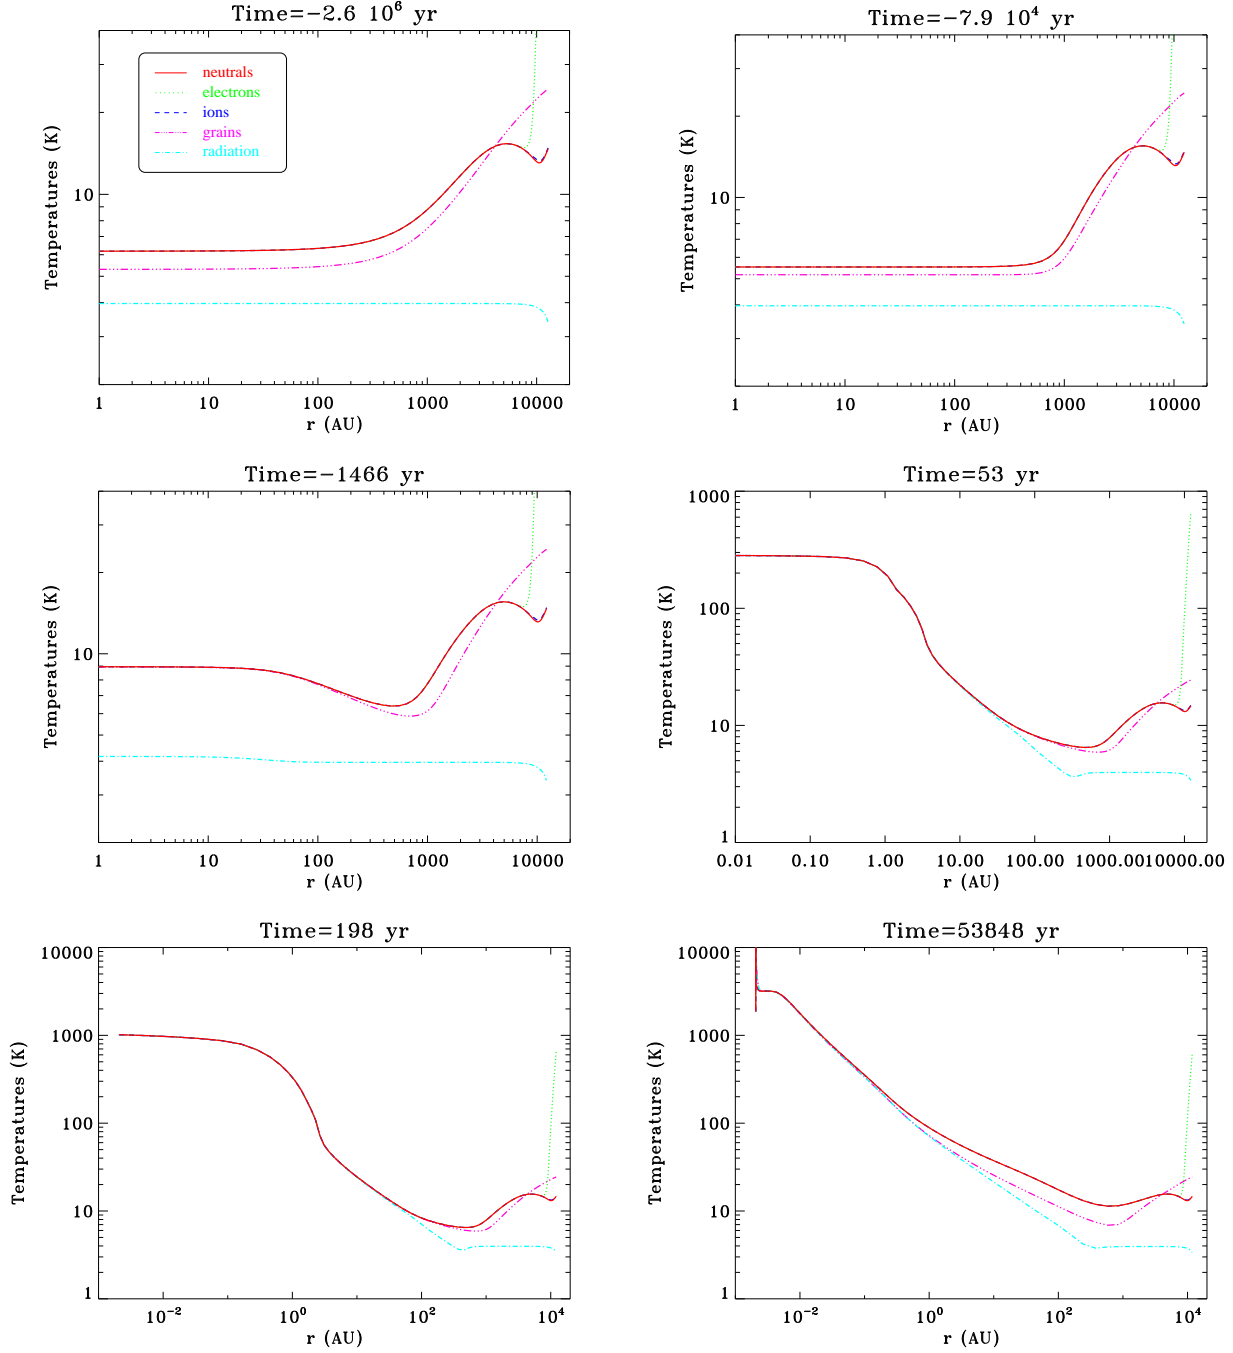 Time=−2.6 10⁶ yr
neutrals
electrons
ions
grains
radiation
10
Temperatures (K)
1 10 100 1000 10000
r (AU)
Time=−7.9 10⁴ yr
10
Temperatures (K)
1 10 100 1000 10000
r (AU)
Time=−1466 yr
10
Temperatures (K)
1 10 100 1000 10000
r (AU)
Time=53 yr
1000
100
10
1
Temperatures (K)
0.01 0.10 1.00 10.00 100.00 1000.00 10000.00
r (AU)
Time=198 yr
10000
1000
100
10
1
Temperatures (K)
10⁻² 10⁰ 10² 10⁴
r (AU)
Time=53848 yr
10000
1000
100
10
1
Temperatures (K)
10⁻² 10⁰ 10² 10⁴
r (AU)